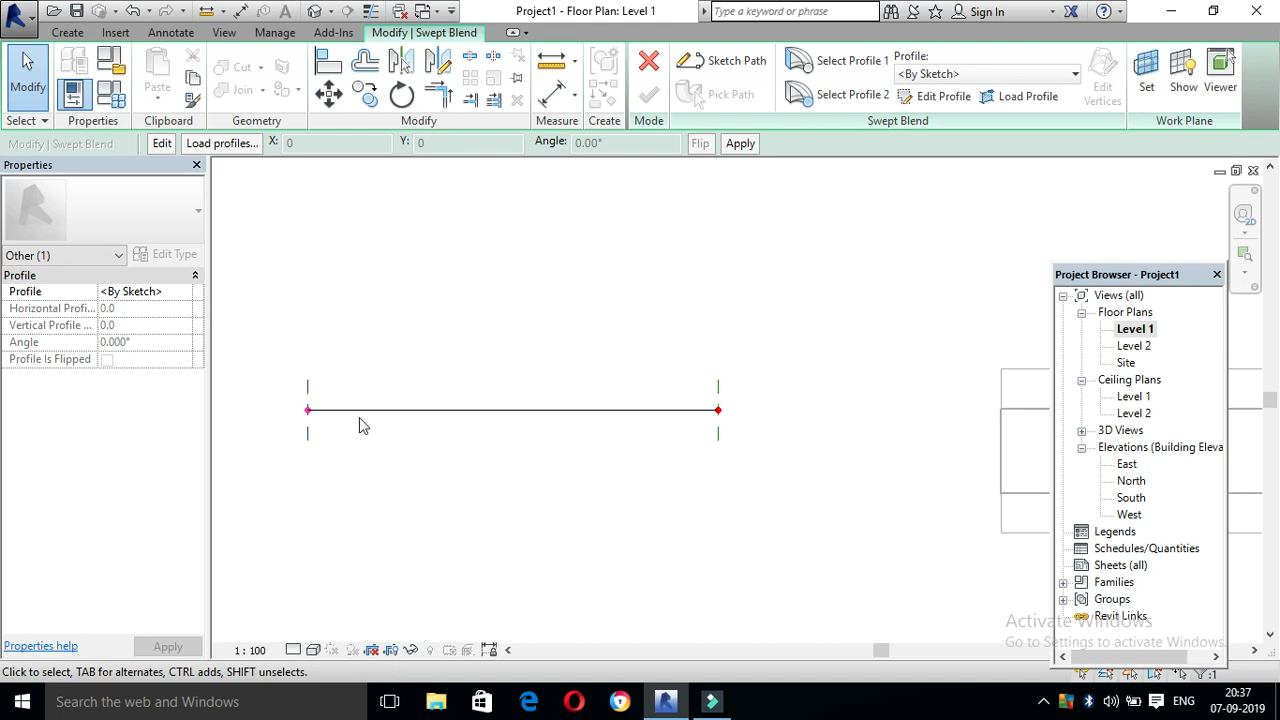 Project1 - Floor Plan: Level 1
Type a keyword or phrase
Sign In
Create
Insert
Annotate
View
Manage
Add-Ins
Modify | Swept Blend
Modify
Select
Properties
Paste
Clipboard
Cut
Join
Geometry
Modify
Measure
Create
Mode
Sketch Path
Pick Path
Select Profile 1
Select Profile 2
Profile:
<By Sketch>
Edit Profile
Load Profile
Swept Blend
Edit
Vertices
Set
Show
Viewer
Work Plane
Modify | Swept Blend
Edit
Load profiles...
X:
0
Y:
0
Angle:
0.00°
Flip
Apply
Properties
Other (1)
Edit Type
Profile
Profile
<By Sketch>
Horizontal Profi...
0.0
Vertical Profile ...
0.0
Angle
0.000°
Profile Is Flipped
Properties help
Apply
2D
Project Browser - Project1
Views (all)
Floor Plans
Level 1
Level 2
Site
Ceiling Plans
Level 1
Level 2
3D Views
Elevations (Building Eleva
East
North
South
West
Legends
Schedules/Quantities
Sheets (all)
Families
Groups
Revit Links
Activate Windows
Go to Settings to activate Windows.
1 : 100
Click to select, TAB for alternates, CTRL adds, SHIFT unselects.
:1
Search the web and Windows
ENG
20:37
07-09-2019